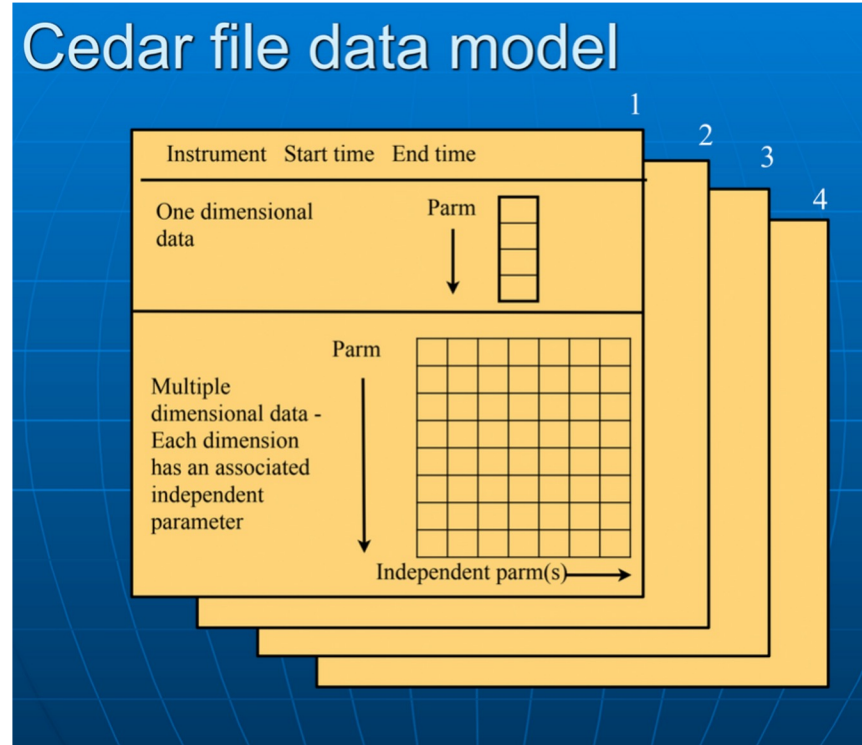 Cedar file data model
1
2
3
4
Instrument Start time End time
One dimensional
data
Parm
Parm
Multiple
dimensional data -
Each dimension
has an associated
independent
parameter
Independent parm(s)